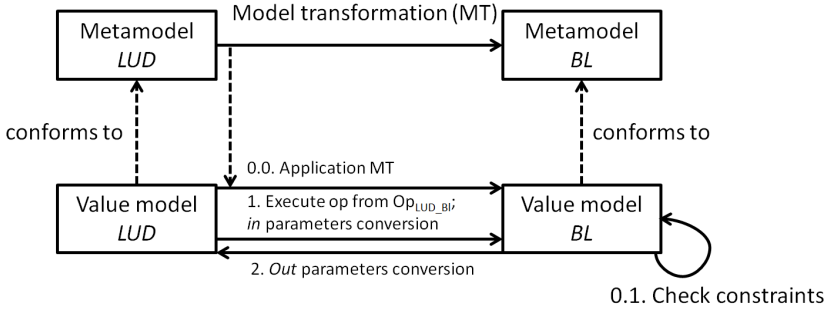 Model transformation (MT)
Metamodel
LUD
Metamodel
BL
conforms to
conforms to
0.0. Application MT
Value model
LUD
1. Execute op from OpLUD_Bl;
in parameters conversion
Value model
BL
2. Out parameters conversion
0.1. Check constraints